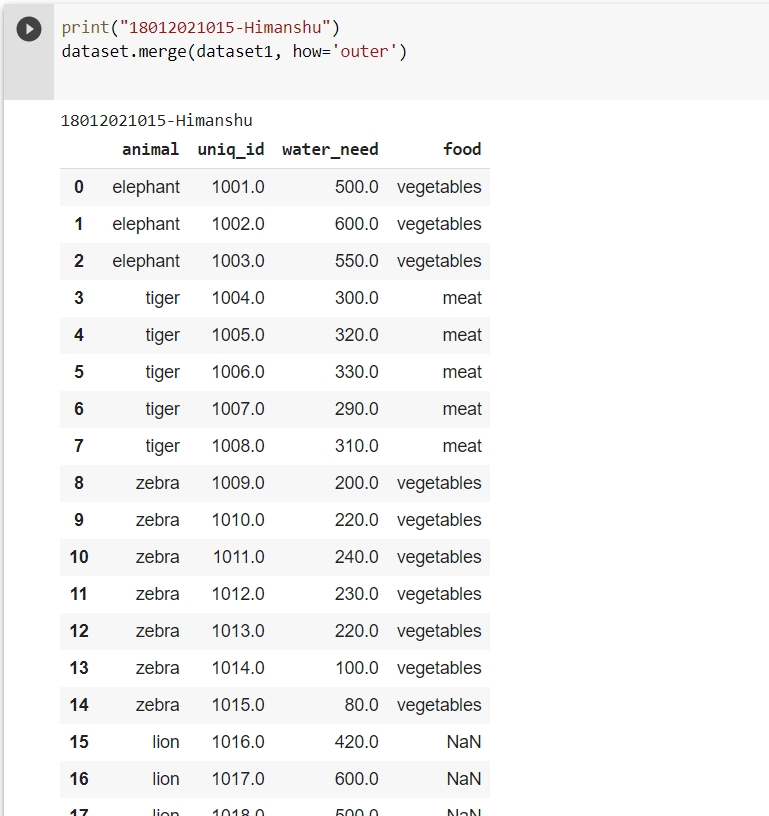 print("18012021015-Himanshu")
dataset.merge(dataset1, how='outer')
18012021015-Himanshu
animal uniq_id water_need food
0 elephant 1001.0 500.0 vegetables
1 elephant 1002.0 600.0 vegetables
2 elephant 1003.0 550.0 vegetables
3 tiger 1004.0 300.0 meat
4 tiger 1005.0 320.0 meat
5 tiger 1006.0 330.0 meat
6 tiger 1007.0 290.0 meat
7 tiger 1008.0 310.0 meat
8 zebra 1009.0 200.0 vegetables
9 zebra 1010.0 220.0 vegetables
10 zebra 1011.0 240.0 vegetables
11 zebra 1012.0 230.0 vegetables
12 zebra 1013.0 220.0 vegetables
13 zebra 1014.0 100.0 vegetables
14 zebra 1015.0 80.0 vegetables
15 lion 1016.0 420.0 NaN
16 lion 1017.0 600.0 NaN
17 lion 1018.0 500.0 NaN